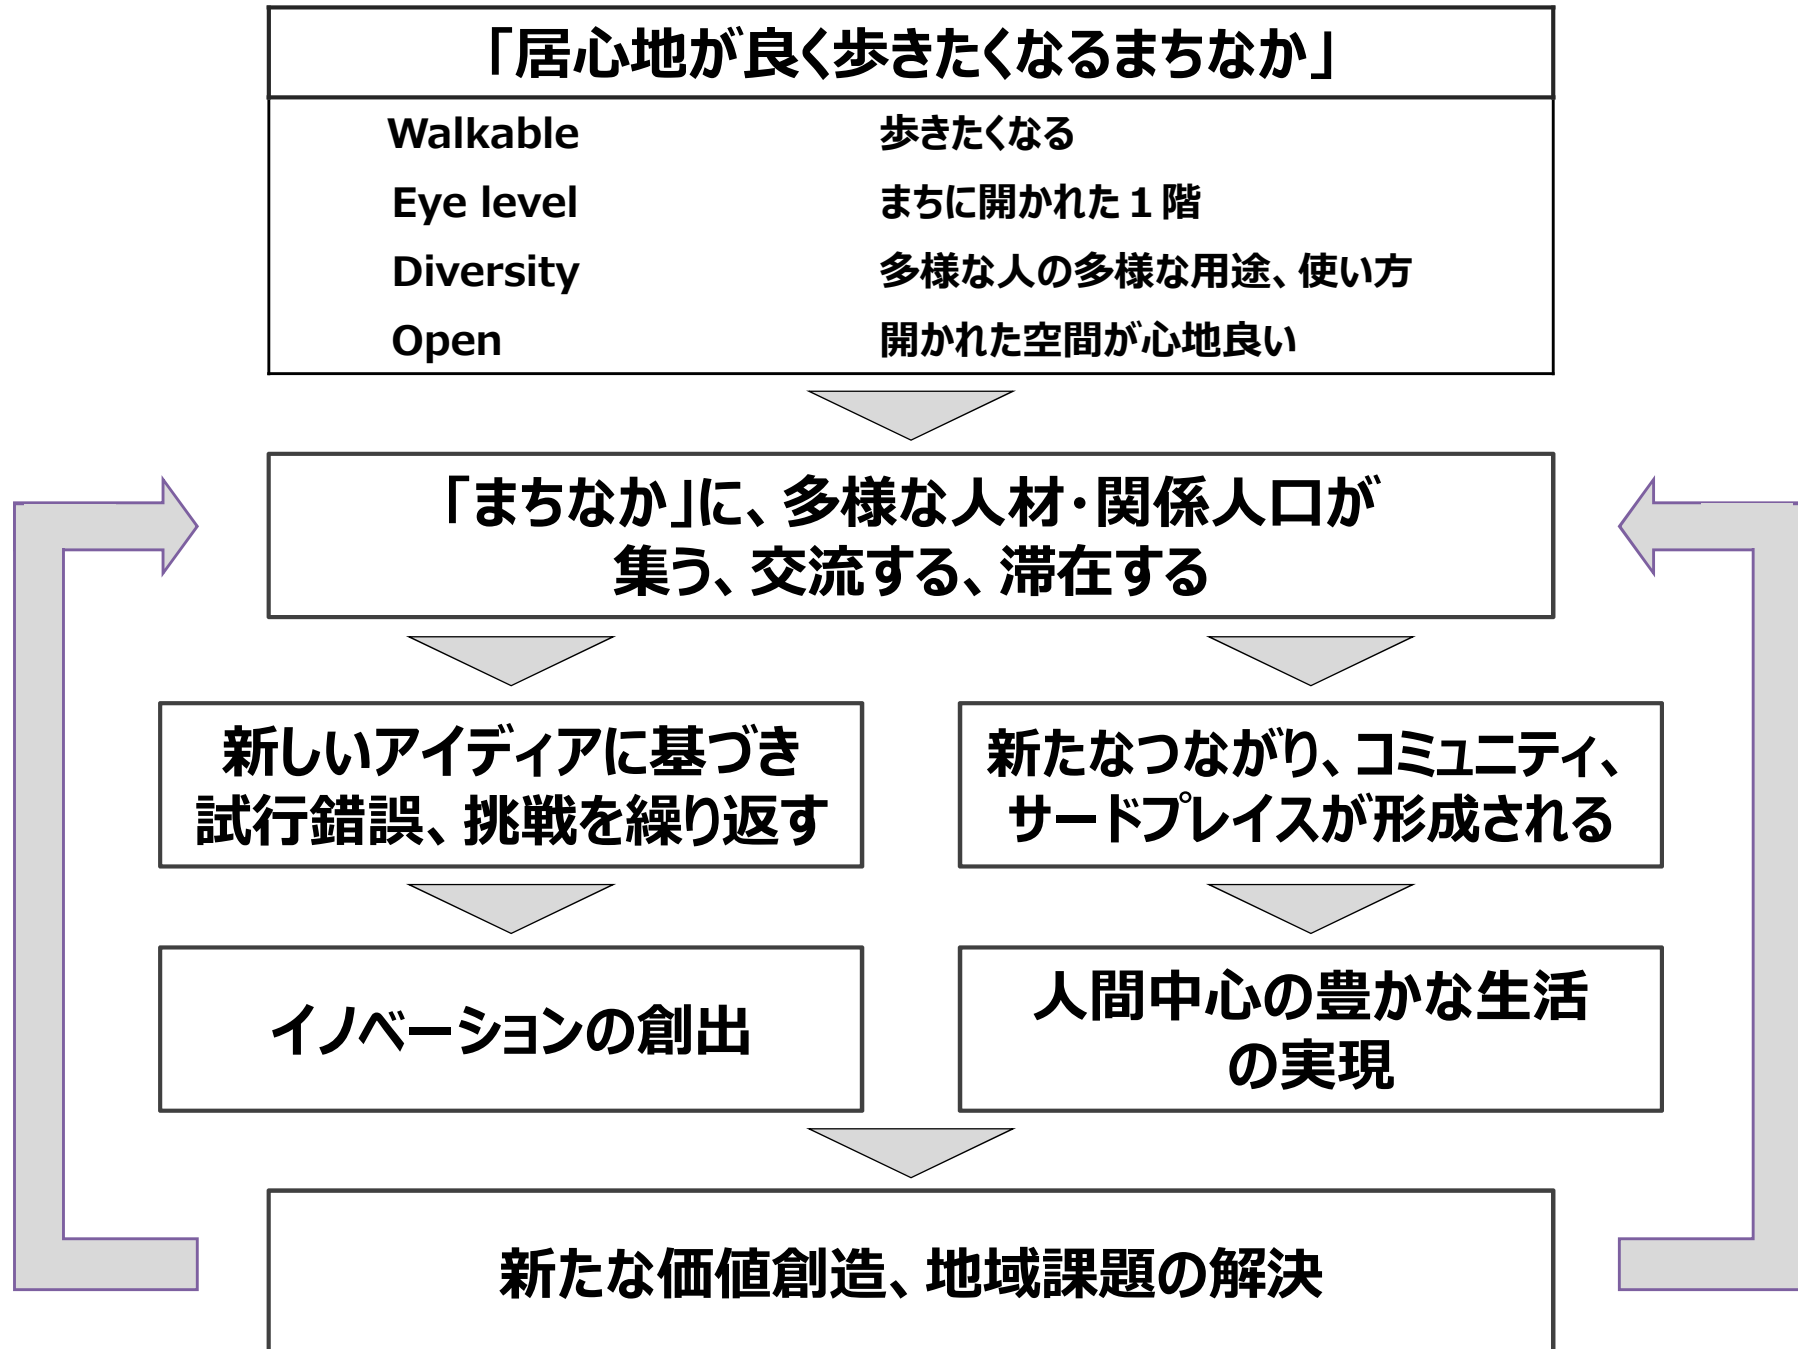 「居心地が良く歩きたくなるまちなか」
Walkable 歩きたくなる
Eye level まちに開かれた１階
Diversity 多様な人の多様な用途、使い方
Open 開かれた空間が心地良い
「まちなか」に、多様な人材・関係人口が
集う、交流する、滞在する
新しいアイディアに基づき
試行錯誤、挑戦を繰り返す
新たなつながり、コミュニティ、
サードプレイスが形成される
イノベーションの創出
人間中心の豊かな生活
の実現
新たな価値創造、地域課題の解決